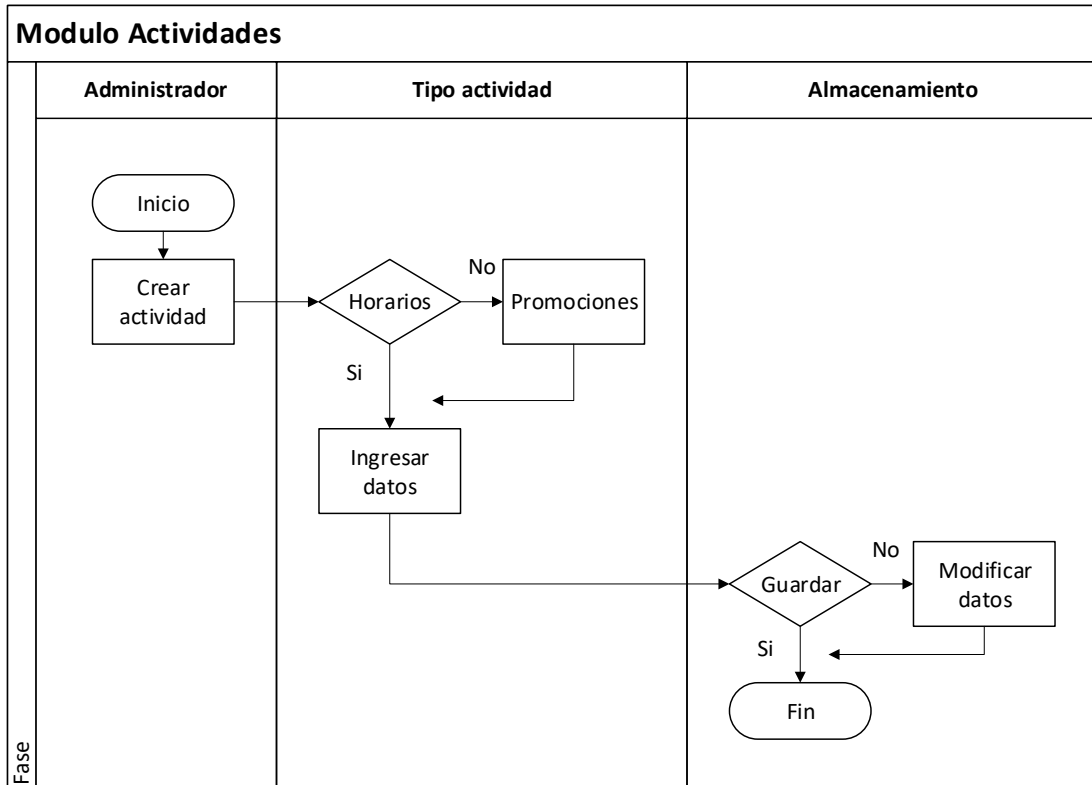 Modulo Actividades
Administrador
Tipo actividad
Almacenamiento
Inicio
Crear
actividad
Horarios
No
Promociones
Si
Ingresar
datos
Guardar
No
Modificar
datos
Si
Fin
Fase